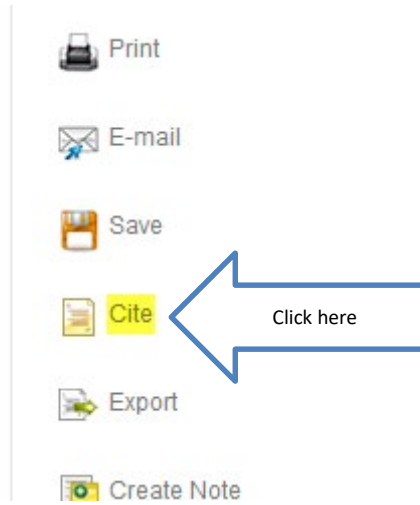 Print
E-mail
Save
Cite
Click here
Export
Create Note